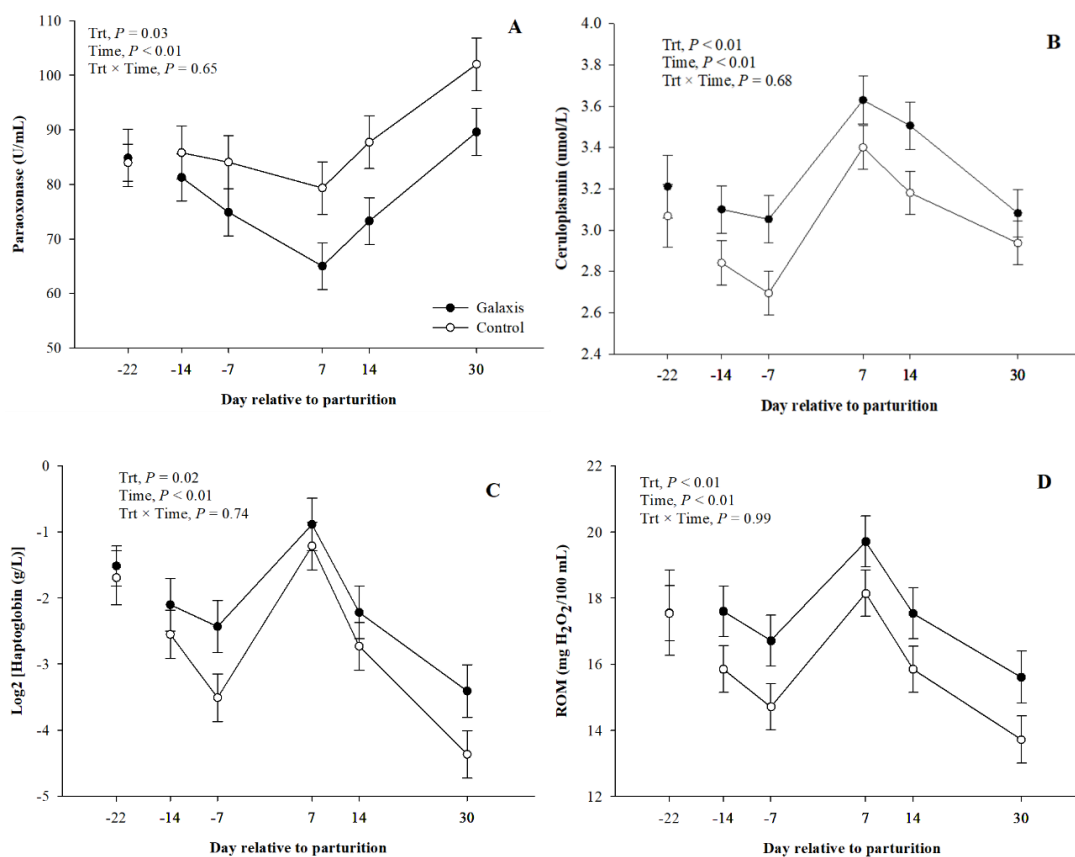 A
Trt, P = 0.03
Time, P < 0.01
Trt × Time, P = 0.65
110
100
90
80
70
60
50
Paraoxonase (U/mL)
Galaxis
Control
-22 -14 -7 7 14 30
Day relative to parturition
B
Trt, P < 0.01
Time, P < 0.01
Trt × Time, P = 0.68
4.0
3.6
3.2
3.0
2.8
2.6
2.4
Ceruloplasmin (umol/L)
-22 -14 -7 7 14 30
Day relative to parturition
C
Trt, P = 0.02
Time, P < 0.01
Trt × Time, P = 0.74
0
-1
-2
-3
-4
-5
Log2 [Haptoglobin (g/L)]
-22 -14 -7 7 14 30
Day relative to parturition
D
Trt, P < 0.01
Time, P < 0.01
Trt × Time, P = 0.99
22
20
18
16
14
12
ROM (mg H₂O₂/100 mL)
-22 -14 -7 7 14 30
Day relative to parturition